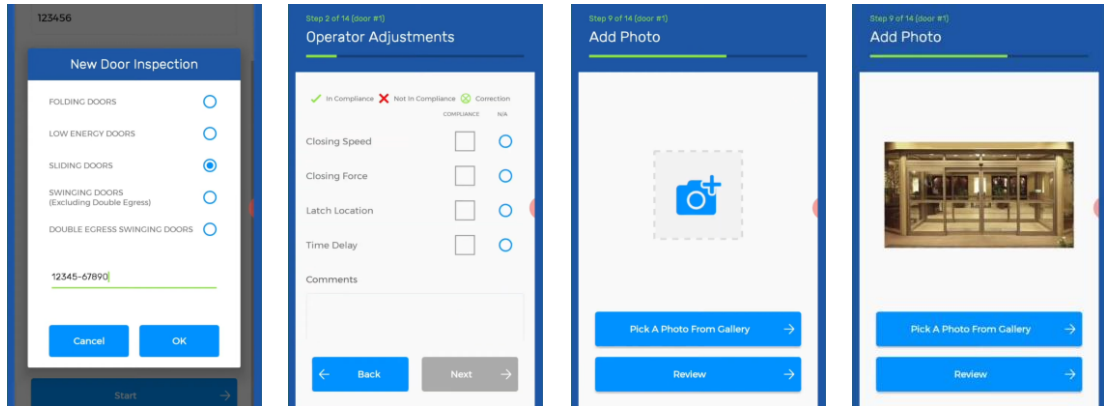 123456
New Door Inspection
FOLDING DOORS
LOW ENERGY DOORS
SLIDING DOORS
SWINGING DOORS
(Excluding Double Egress)
DOUBLE EGRESS SWINGING DOORS
12345-67890
Cancel
OK
Start
Step 2 of 14 (door #1)
Operator Adjustments
In Compliance
Not In Compliance
Correction
COMPLIANCE
N/A
Closing Speed
Closing Force
Latch Location
Time Delay
Comments
Back
Next
Step 9 of 14 (door #1)
Add Photo
Pick A Photo From Gallery
Review
Step 9 of 14 (door #1)
Add Photo
Pick A Photo From Gallery
Review